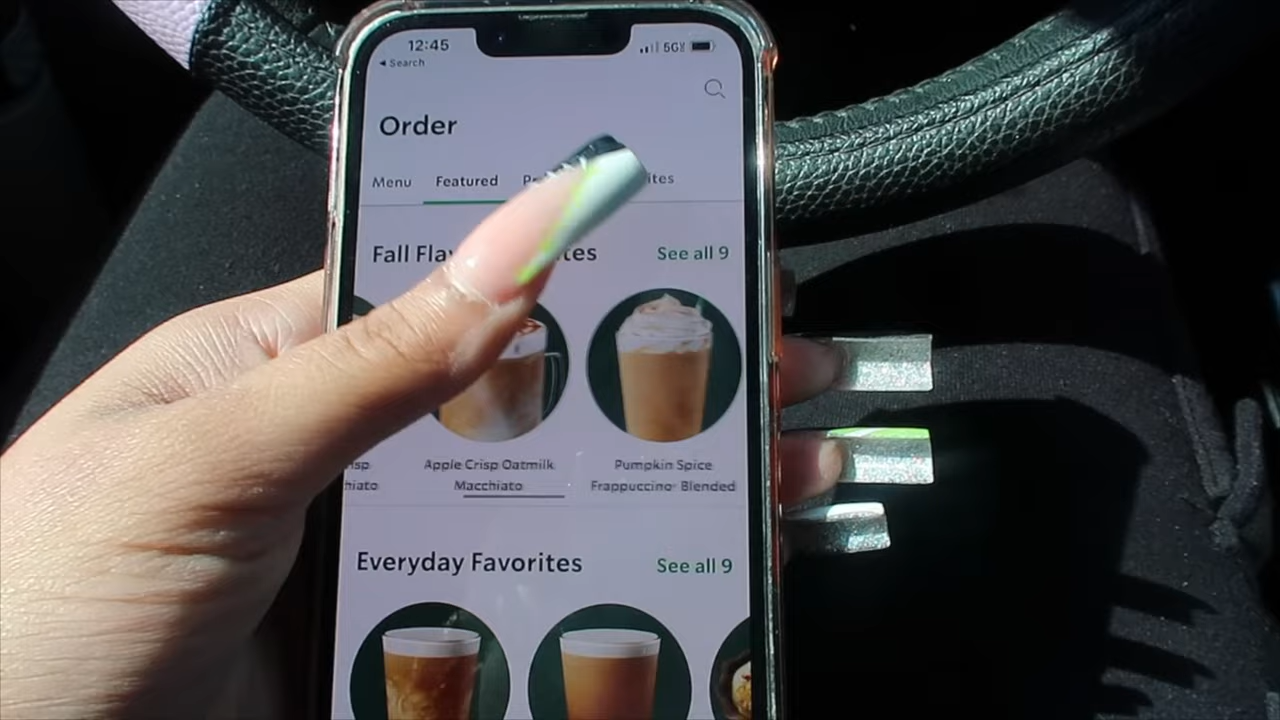 12:45
5G
Search
Order
Menu Featured
Fall
See all 9
Apple Crisp Oatmilk
Macchiato
Pumpkin Spice
Frappuccino Blended
Everyday Favorites
See all 9